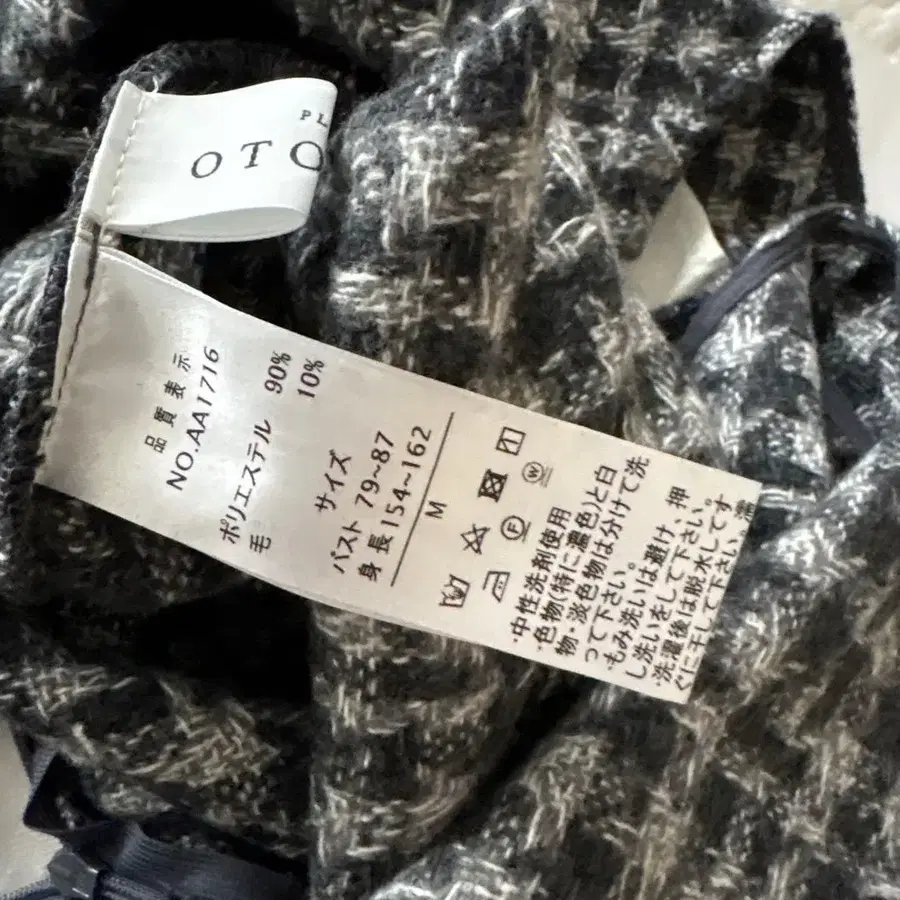 PL
OTO
品質表示
NO.AA1716
ポリエステル 90%
毛 10%
サイズ
バスト 79~87
身長 154~162
M
W
F
・中性洗剤使用
・色物(特に濃色)と白
物・淡色物は分けて洗
って下さい。
・もみ洗いは避け、押
し洗いをして下さい。
・洗濯後は脱水してす
ぐに干して下さい。